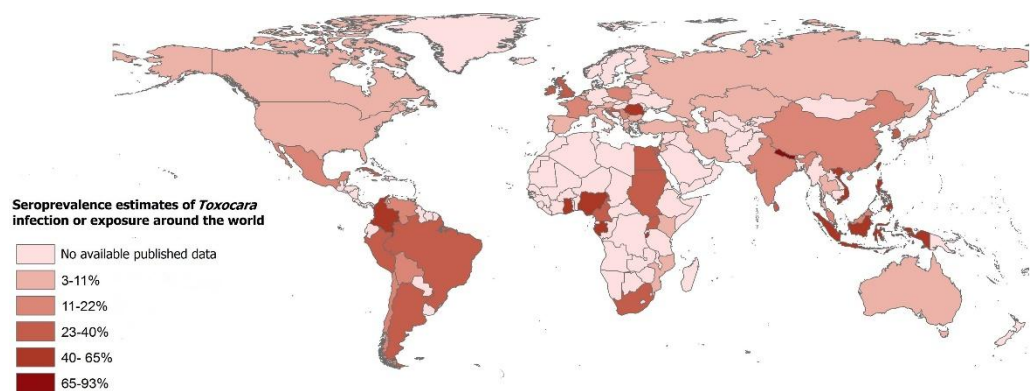 Seroprevalence estimates of Toxocara
infection or exposure around the world
No available published data
3-11%
11-22%
23-40%
40- 65%
65-93%